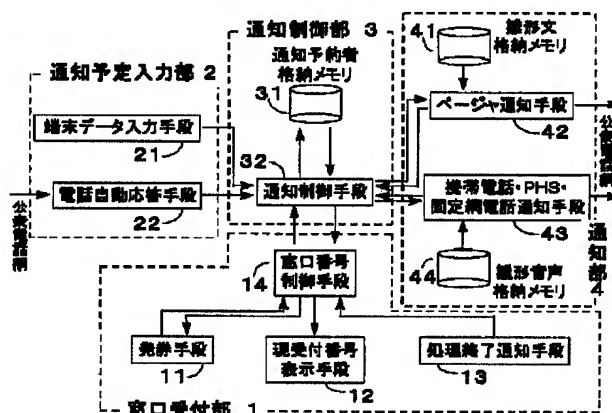 通知制御部 3
通知予約者
格納メモリ
31
41
雛形文
格納メモリ
通知予定入力部 2
端末データ入力手段
21
電話自動応答手段
22
32
通知制御手段
ページャ通知手段
42
携帯電話・PHS・
固定網電話通知手段
43
44
雛形音声
格納メモリ
通知部 4
公衆電話網
公衆電話網
14
窓口番号
制御手段
発券手段
11
現受付番号
表示手段
12
処理終了通知手段
13
窓口受付部 1